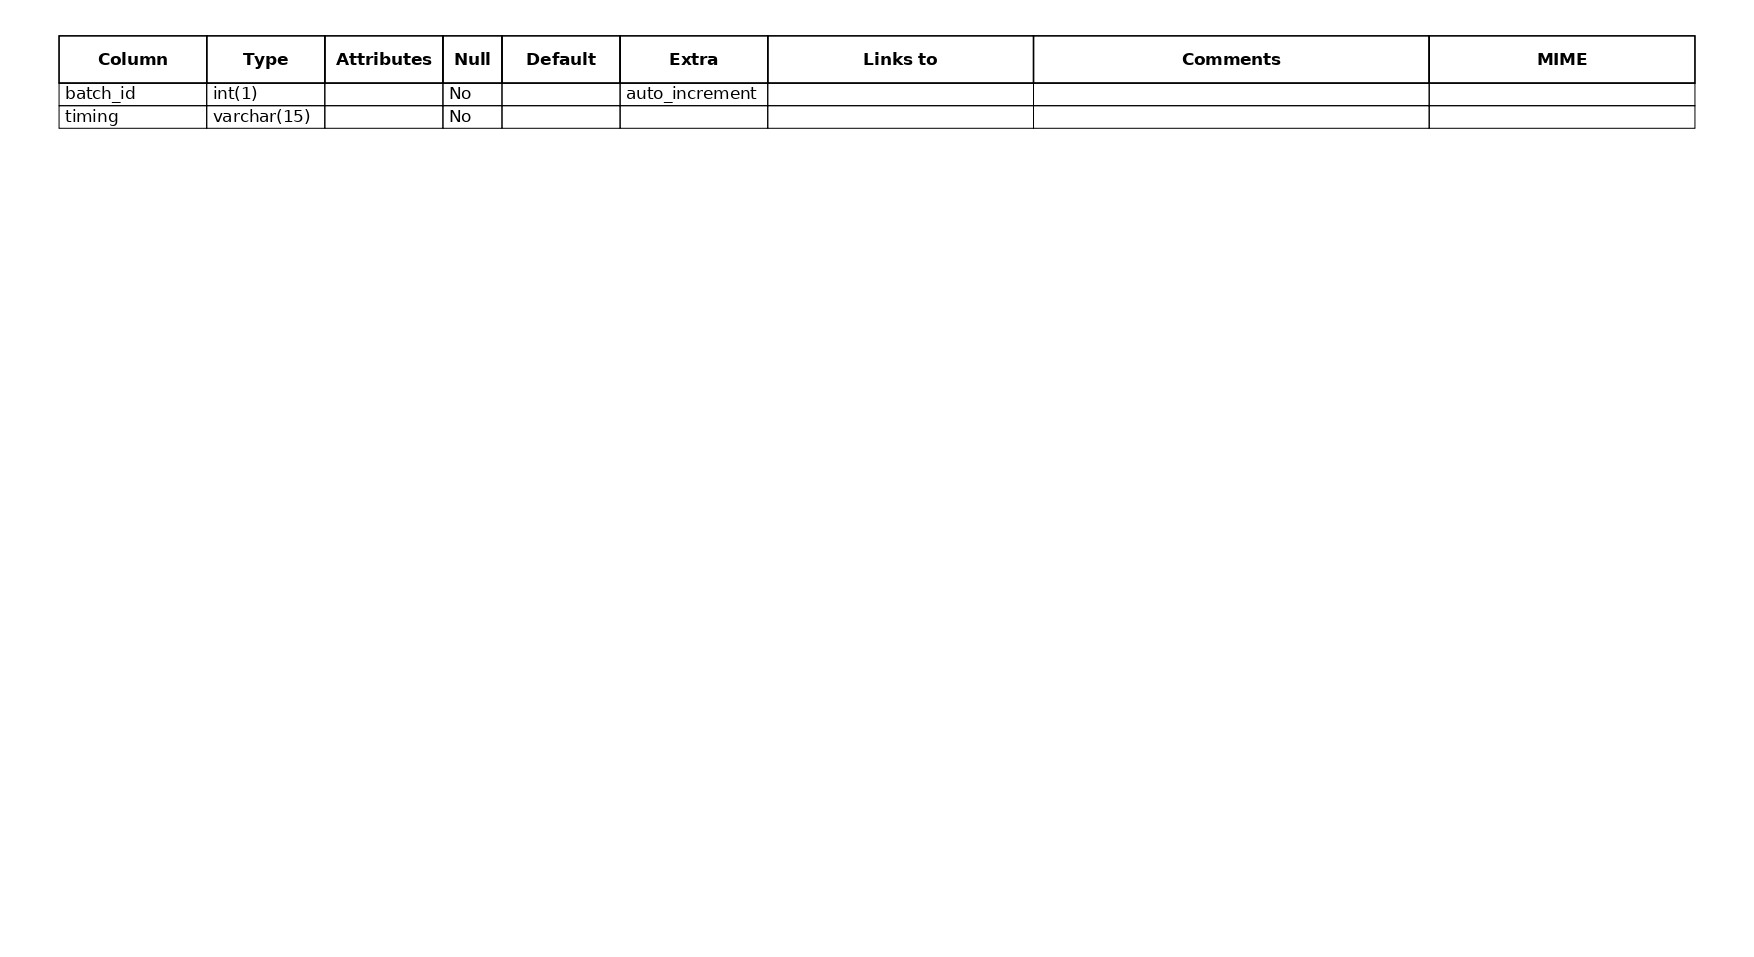 Column Type Attributes Null Default Extra Links to Comments MIME
batch_id int(1) No auto_increment
timing varchar(15) No